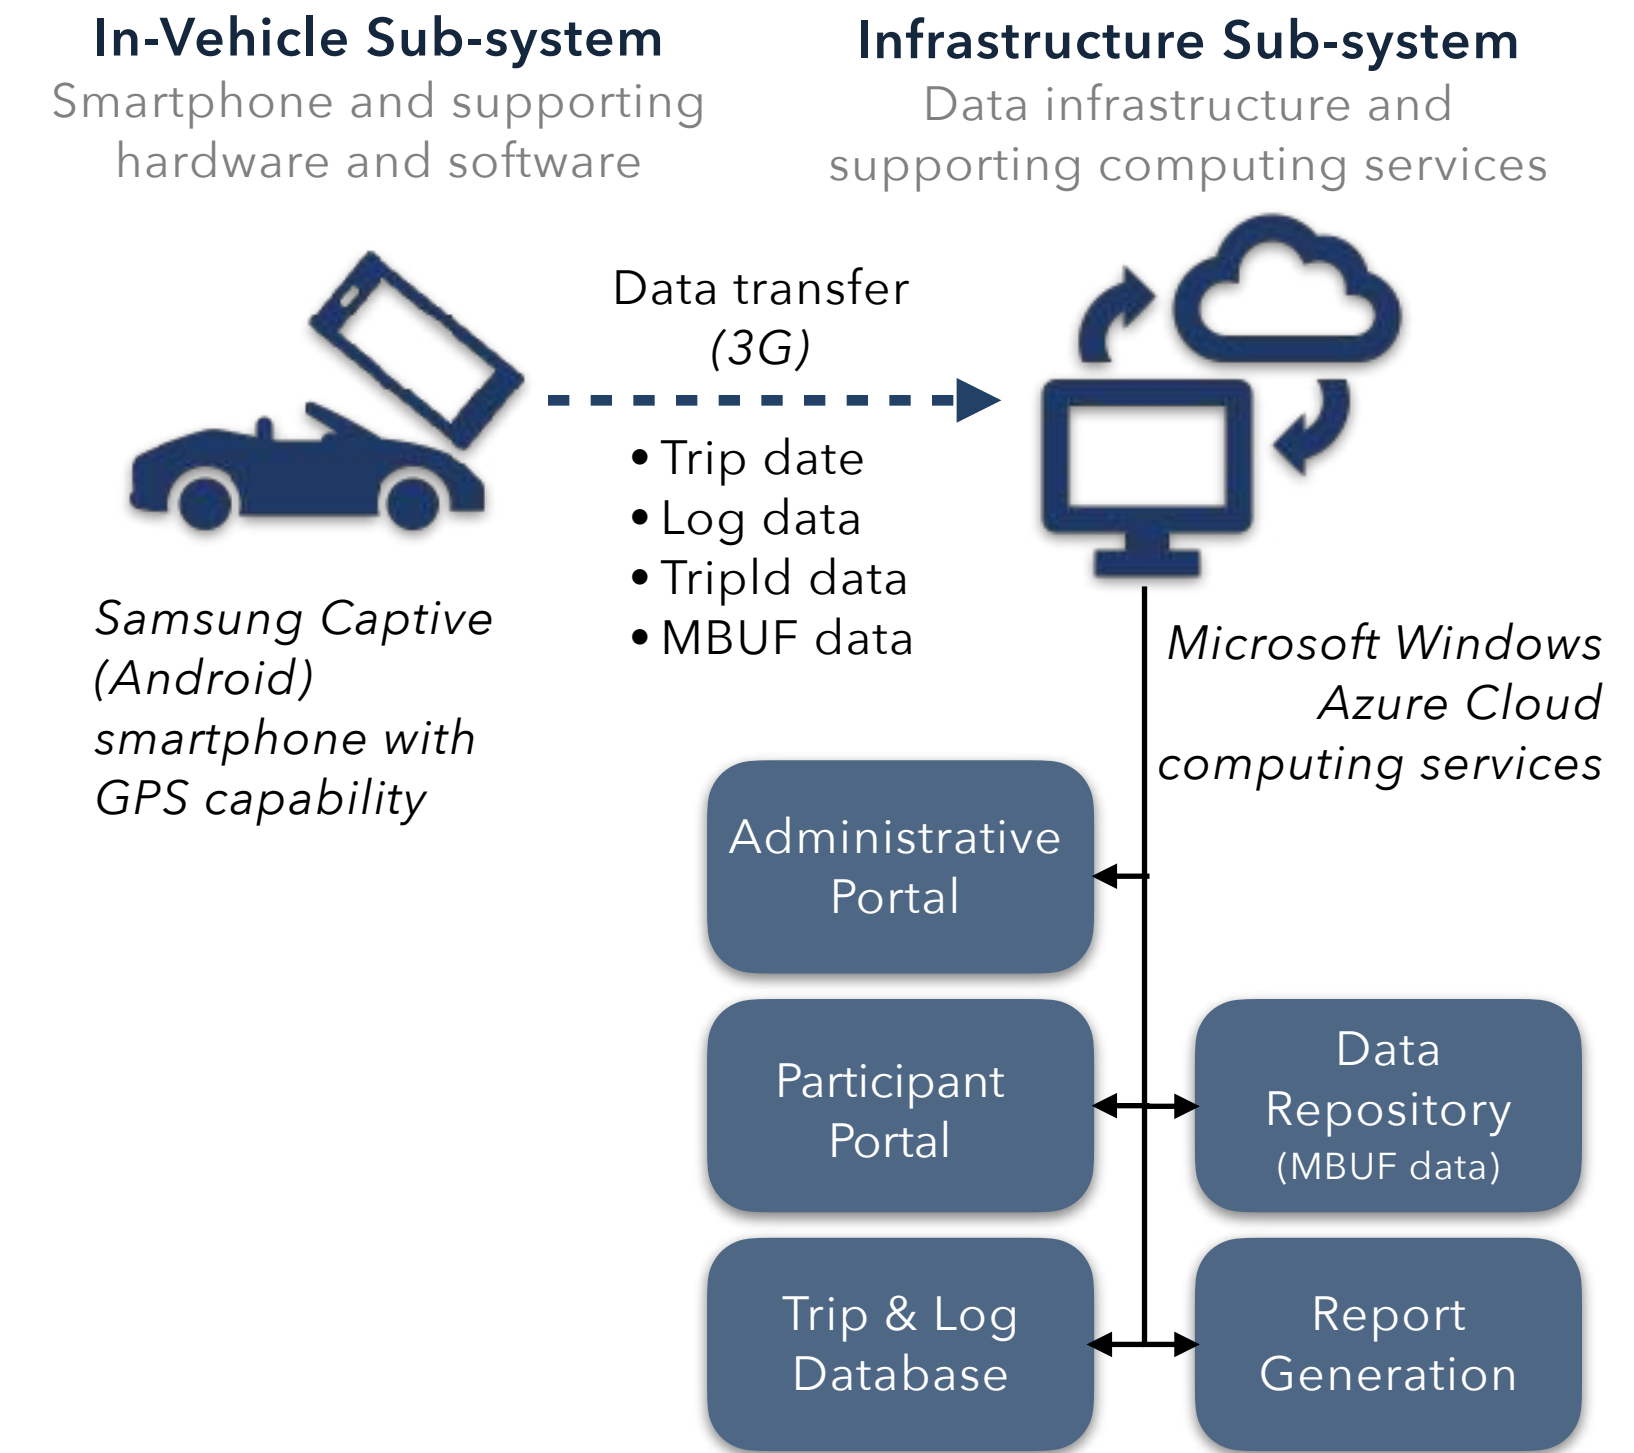 In-Vehicle Sub-system
Smartphone and supporting
hardware and software
Infrastructure Sub-system
Data infrastructure and
supporting computing services
Data transfer
(3G)
• Trip date
• Log data
• TripId data
• MBUF data
Samsung Captive
(Android)
smartphone with
GPS capability
Microsoft Windows
Azure Cloud
computing services
Administrative
Portal
Participant
Portal
Data
Repository
(MBUF data)
Trip & Log
Database
Report
Generation